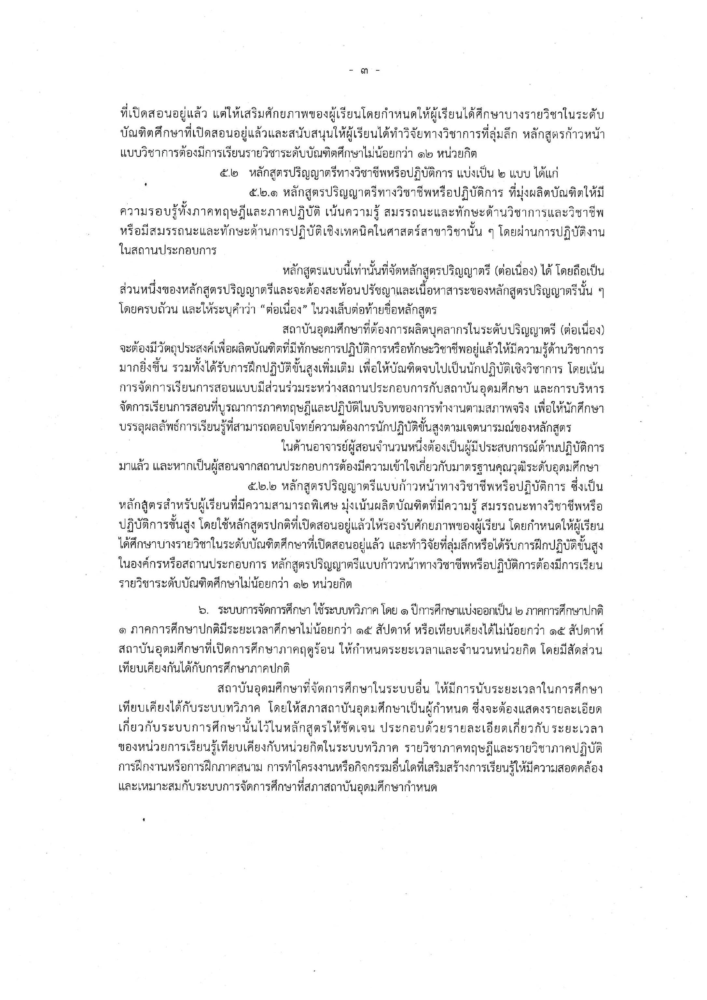 - ๓ -
ที่เปิดสอนอยู่แล้ว แต่ให้เสริมศักยภาพของผู้เรียนโดยกำหนดให้ผู้เรียนได้ศึกษาบางรายวิชาในระดับ
บัณฑิตศึกษาที่เปิดสอนอยู่แล้วและสนับสนุนให้ผู้เรียนได้ทำวิจัยทางวิชาการที่ลุ่มลึก หลักสูตรก้าวหน้า
แบบวิชาการต้องมีการเรียนรายวิชาระดับบัณฑิตศึกษาไม่น้อยกว่า ๑๒ หน่วยกิต
๕.๒ หลักสูตรปริญญาตรีทางวิชาชีพหรือปฏิบัติการ แบ่งเป็น ๒ แบบ ได้แก่
๕.๒.๑ หลักสูตรปริญญาตรีทางวิชาชีพหรือปฏิบัติการ ที่มุ่งผลิตบัณฑิตให้มี
ความรอบรู้ทั้งภาคทฤษฎีและภาคปฏิบัติ เน้นความรู้ สมรรถนะและทักษะด้านวิชาการและวิชาชีพ
หรือมีสมรรถนะและทักษะด้านการปฏิบัติเชิงเทคนิคในศาสตร์สาขาวิชานั้น ๆ โดยผ่านการปฏิบัติงาน
ในสถานประกอบการ
หลักสูตรแบบนี้เท่านั้นที่จัดหลักสูตรปริญญาตรี (ต่อเนื่อง) ได้ โดยถือเป็น
ส่วนหนึ่งของหลักสูตรปริญญาตรีและจะต้องสะท้อนปรัชญาและเนื้อหาสาระของหลักสูตรปริญญาตรีนั้น ๆ
โดยครบถ้วน และให้ระบุคำว่า “ต่อเนื่อง” ในวงเล็บต่อท้ายชื่อหลักสูตร
สถาบันอุดมศึกษาที่ต้องการผลิตบุคลากรในระดับปริญญาตรี (ต่อเนื่อง)
จะต้องมีวัตถุประสงค์เพื่อผลิตบัณฑิตที่มีทักษะการปฏิบัติการหรือทักษะวิชาชีพอยู่แล้วให้มีความรู้ด้านวิชาการ
มากยิ่งขึ้น รวมทั้งได้รับการฝึกปฏิบัติขั้นสูงเพิ่มเติม เพื่อให้บัณฑิตจบไปเป็นนักปฏิบัติเชิงวิชาการ โดยเน้น
การจัดการเรียนการสอนแบบมีส่วนร่วมระหว่างสถานประกอบการกับสถาบันอุดมศึกษา และการบริหาร
จัดการเรียนการสอนที่บูรณาการภาคทฤษฎีและปฏิบัติในบริบทของการทำงานตามสภาพจริง เพื่อให้นักศึกษา
บรรลุผลลัพธ์การเรียนรู้ที่สามารถตอบโจทย์ความต้องการนักปฏิบัติขั้นสูงตามเจตนารมณ์ของหลักสูตร
ในด้านอาจารย์ผู้สอนจำนวนหนึ่งต้องเป็นผู้มีประสบการณ์ด้านปฏิบัติการ
มาแล้ว และหากเป็นผู้สอนจากสถานประกอบการต้องมีความเข้าใจเกี่ยวกับมาตรฐานคุณวุฒิระดับอุดมศึกษา
๕.๒.๒ หลักสูตรปริญญาตรีแบบก้าวหน้าทางวิชาชีพหรือปฏิบัติการ ซึ่งเป็น
หลักสูตรสำหรับผู้เรียนที่มีความสามารถพิเศษ มุ่งเน้นผลิตบัณฑิตที่มีความรู้ สมรรถนะทางวิชาชีพหรือ
ปฏิบัติการขั้นสูง โดยใช้หลักสูตรปกติที่เปิดสอนอยู่แล้วให้รองรับศักยภาพของผู้เรียน โดยกำหนดให้ผู้เรียน
ได้ศึกษาบางรายวิชาในระดับบัณฑิตศึกษาที่เปิดสอนอยู่แล้ว และทำวิจัยที่ลุ่มลึกหรือได้รับการฝึกปฏิบัติขั้นสูง
ในองค์กรหรือสถานประกอบการ หลักสูตรปริญญาตรีแบบก้าวหน้าทางวิชาชีพหรือปฏิบัติการต้องมีการเรียน
รายวิชาระดับบัณฑิตศึกษาไม่น้อยกว่า ๑๒ หน่วยกิต
๖. ระบบการจัดการศึกษา ใช้ระบบทวิภาค โดย ๑ ปีการศึกษาแบ่งออกเป็น ๒ ภาคการศึกษาปกติ
๑ ภาคการศึกษาปกติมีระยะเวลาศึกษาไม่น้อยกว่า ๑๕ สัปดาห์ หรือเทียบเคียงได้ไม่น้อยกว่า ๑๕ สัปดาห์
สถาบันอุดมศึกษาที่เปิดการศึกษาภาคฤดูร้อน ให้กำหนดระยะเวลาและจำนวนหน่วยกิต โดยมีสัดส่วน
เทียบเคียงกันได้กับการศึกษาภาคปกติ
สถาบันอุดมศึกษาที่จัดการศึกษาในระบบอื่น ให้มีการนับระยะเวลาในการศึกษา
เทียบเคียงได้กับระบบทวิภาค โดยให้สภาสถาบันอุดมศึกษาเป็นผู้กำหนด ซึ่งจะต้องแสดงรายละเอียด
เกี่ยวกับระบบการศึกษานั้นไว้ในหลักสูตรให้ชัดเจน ประกอบด้วยรายละเอียดเกี่ยวกับ ระยะเวลา
ของหน่วยการเรียนรู้เทียบเคียงกับหน่วยกิตในระบบทวิภาค รายวิชาภาคทฤษฎีและรายวิชาภาคปฏิบัติ
การฝึกงานหรือการฝึกภาคสนาม การทำโครงงานหรือกิจกรรมอื่นใดที่เสริมสร้างการเรียนรู้ให้มีความสอดคล้อง
และเหมาะสมกับระบบการจัดการศึกษาที่สภาสถาบันอุดมศึกษากำหนด